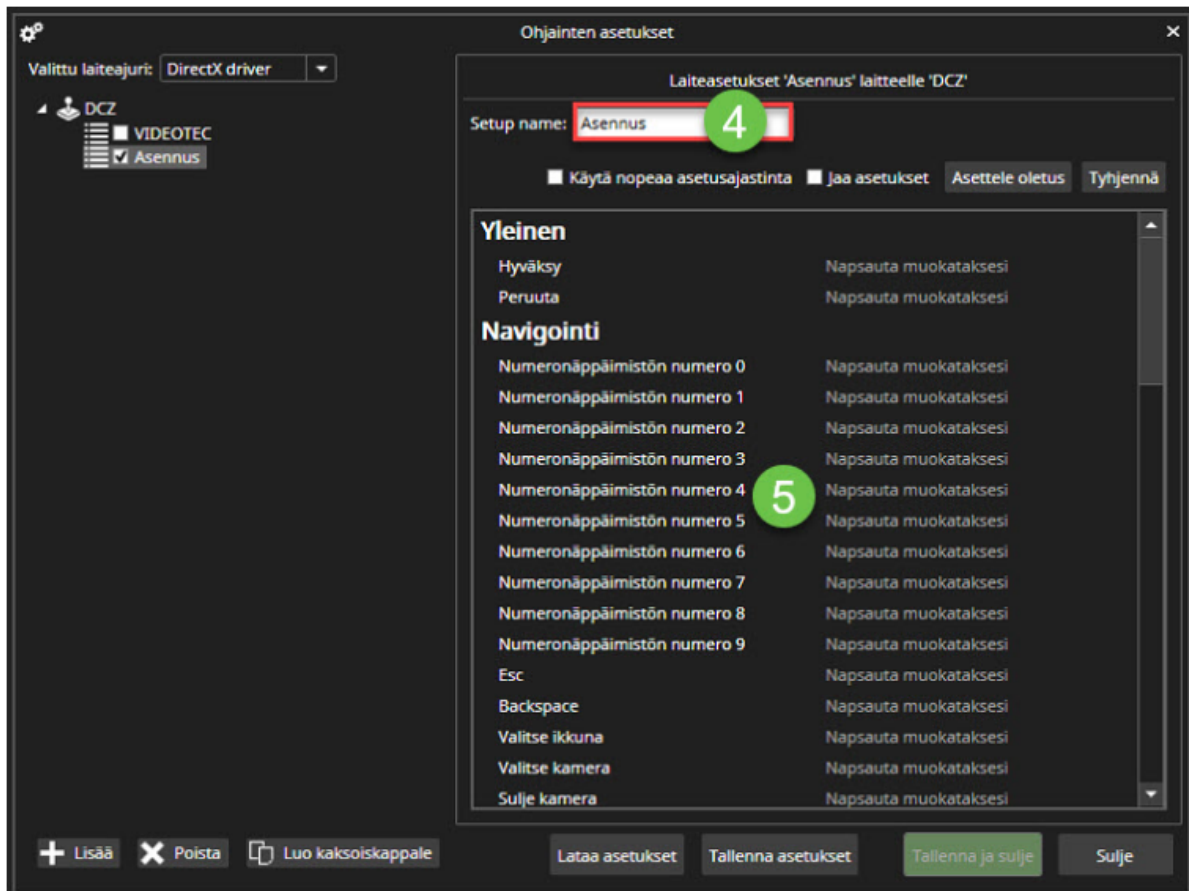 Ohjainten asetukset
Valittu laiteajuri: DirectX driver
DCZ
VIDEOTEC
Asennus
Laiteasetukset 'Asennus' laitteelle 'DCZ'
Setup name: Asennus 4
Käytä nopeaa asetusajastinta Jaa asetukset Asettele oletus Tyhjennä
Yleinen
Hyväksy Napsauta muokataksesi
Peruuta Napsauta muokataksesi
Navigointi
Numeronäppäimistön numero 0 Napsauta muokataksesi
Numeronäppäimistön numero 1 Napsauta muokataksesi
Numeronäppäimistön numero 2 Napsauta muokataksesi
Numeronäppäimistön numero 3 Napsauta muokataksesi
Numeronäppäimistön numero 4 5 Napsauta muokataksesi
Numeronäppäimistön numero 5 Napsauta muokataksesi
Numeronäppäimistön numero 6 Napsauta muokataksesi
Numeronäppäimistön numero 7 Napsauta muokataksesi
Numeronäppäimistön numero 8 Napsauta muokataksesi
Numeronäppäimistön numero 9 Napsauta muokataksesi
Esc Napsauta muokataksesi
Backspace Napsauta muokataksesi
Valitse ikkuna Napsauta muokataksesi
Valitse kamera Napsauta muokataksesi
Sulje kamera Napsauta muokataksesi
Lisää Poista Luo kaksoiskappale Lataa asetukset Tallenna asetukset Tallenna ja sulje Sulje